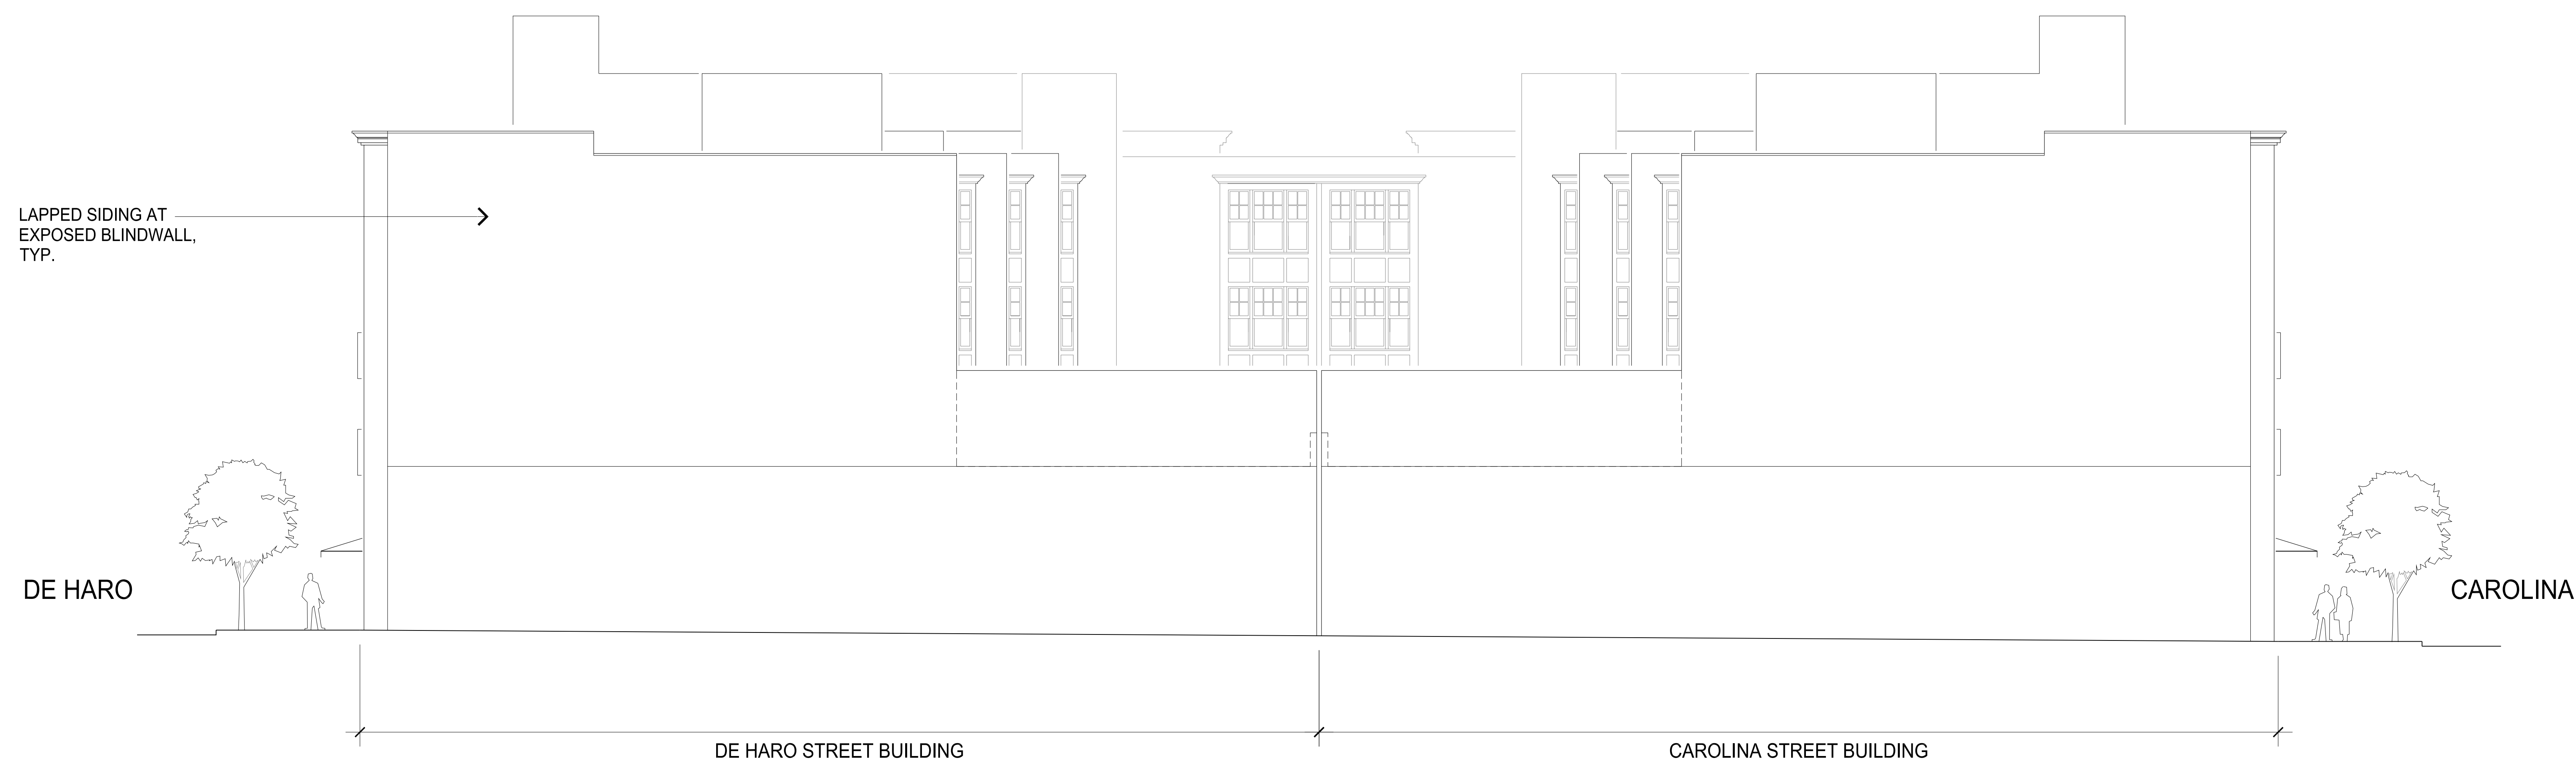 LAPPED SIDING AT
EXPOSED BLINDWALL,
TYP.
DE HARO
CAROLINA
DE HARO STREET BUILDING
CAROLINA STREET BUILDING